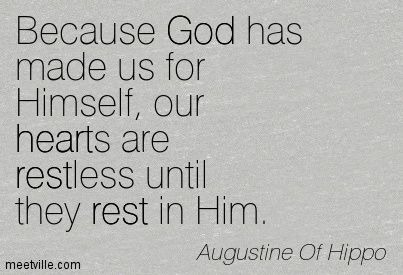 Because God has
made us for
Himself, our
hearts are
restless until
they rest in Him.
Augustine Of Hippo
meetville.com